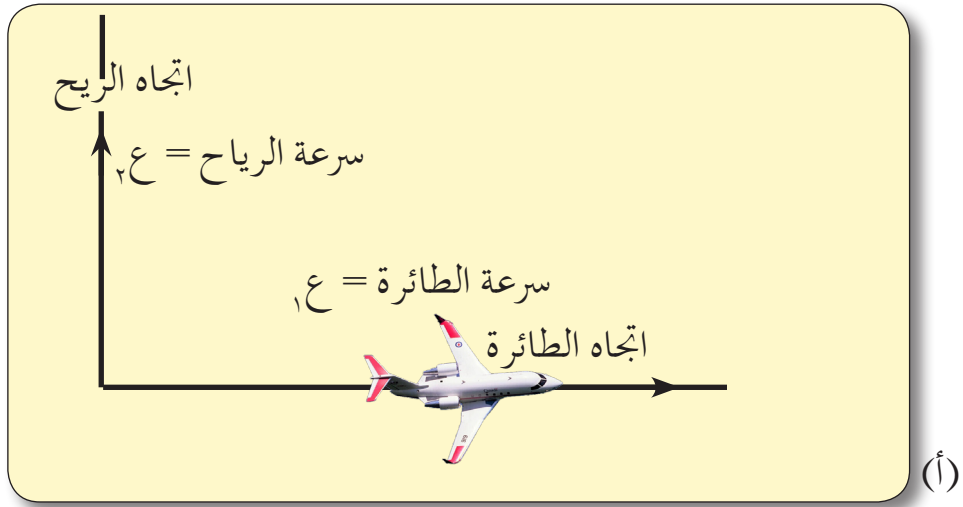 اتجاه الريح
سرعة الرياح = ع٢
سرعة الطائرة = ع١
اتجاه الطائرة
(أ)